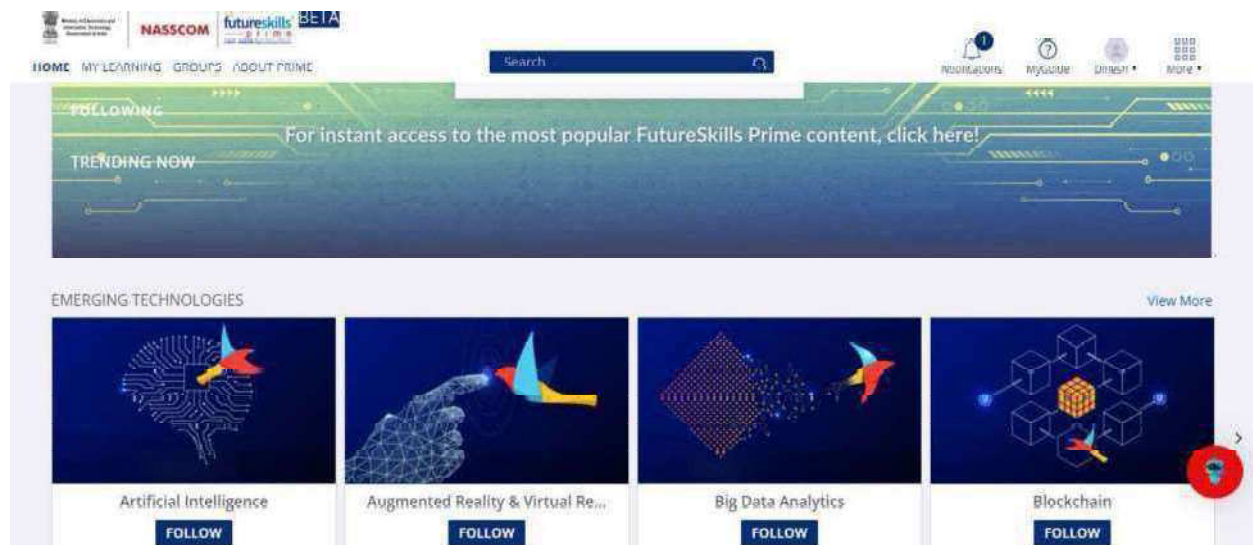 BETA
NASSCOM
futureskills
prime
HOME MY LEARNING GROUPS ABOUT PRIME
Search
1
Notifications MyGuide Dinesh More
FOLLOWING
For instant access to the most popular FutureSkills Prime content, click here!
TRENDING NOW
EMERGING TECHNOLOGIES
View More
Artificial Intelligence
FOLLOW
Augmented Reality & Virtual Re...
FOLLOW
Big Data Analytics
FOLLOW
Blockchain
FOLLOW